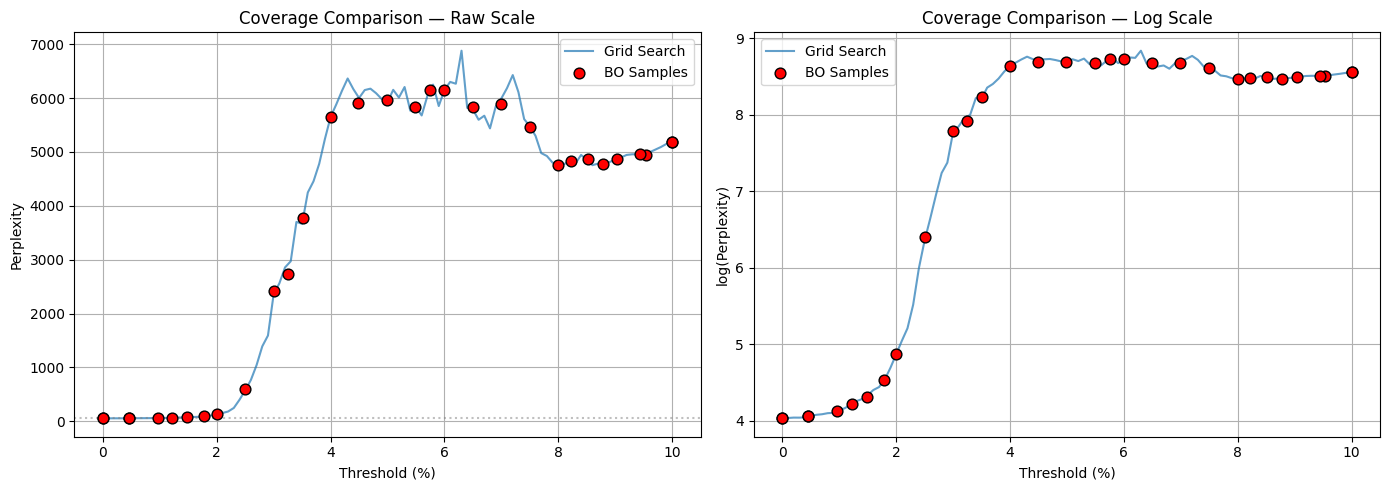 Coverage Comparison — Raw Scale
7000
6000
5000
4000
3000
2000
1000
0
Perplexity
Grid Search
BO Samples
0 2 4 6 8 10
Threshold (%)
Coverage Comparison — Log Scale
9
8
7
6
5
4
log(Perplexity)
Grid Search
BO Samples
0 2 4 6 8 10
Threshold (%)